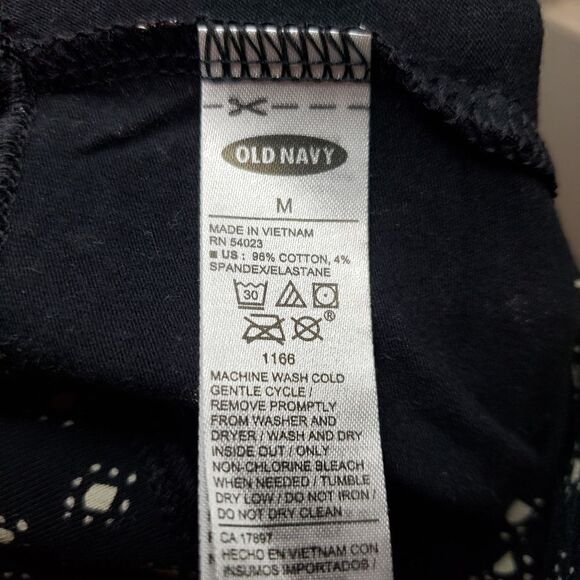 OLD NAVY
M
MADE IN VIETNAM
RN 54023
US : 96% COTTON, 4%
SPANDEX/ELASTANE
30
®
1166
MACHINE WASH COLD
GENTLE CYCLE /
REMOVE PROMPTLY
FROM WASHER AND
DRYER / WASH AND DRY
INSIDE OUT / ONLY
NON-CHLORINE BLEACH
WHEN NEEDED / TUMBLE
DRY LOW / DO NOT IRON /
DO NOT DRY CLEAN
CA 17897
HECHO EN VIETNAM CON
INSUMOS IMPORTADOS